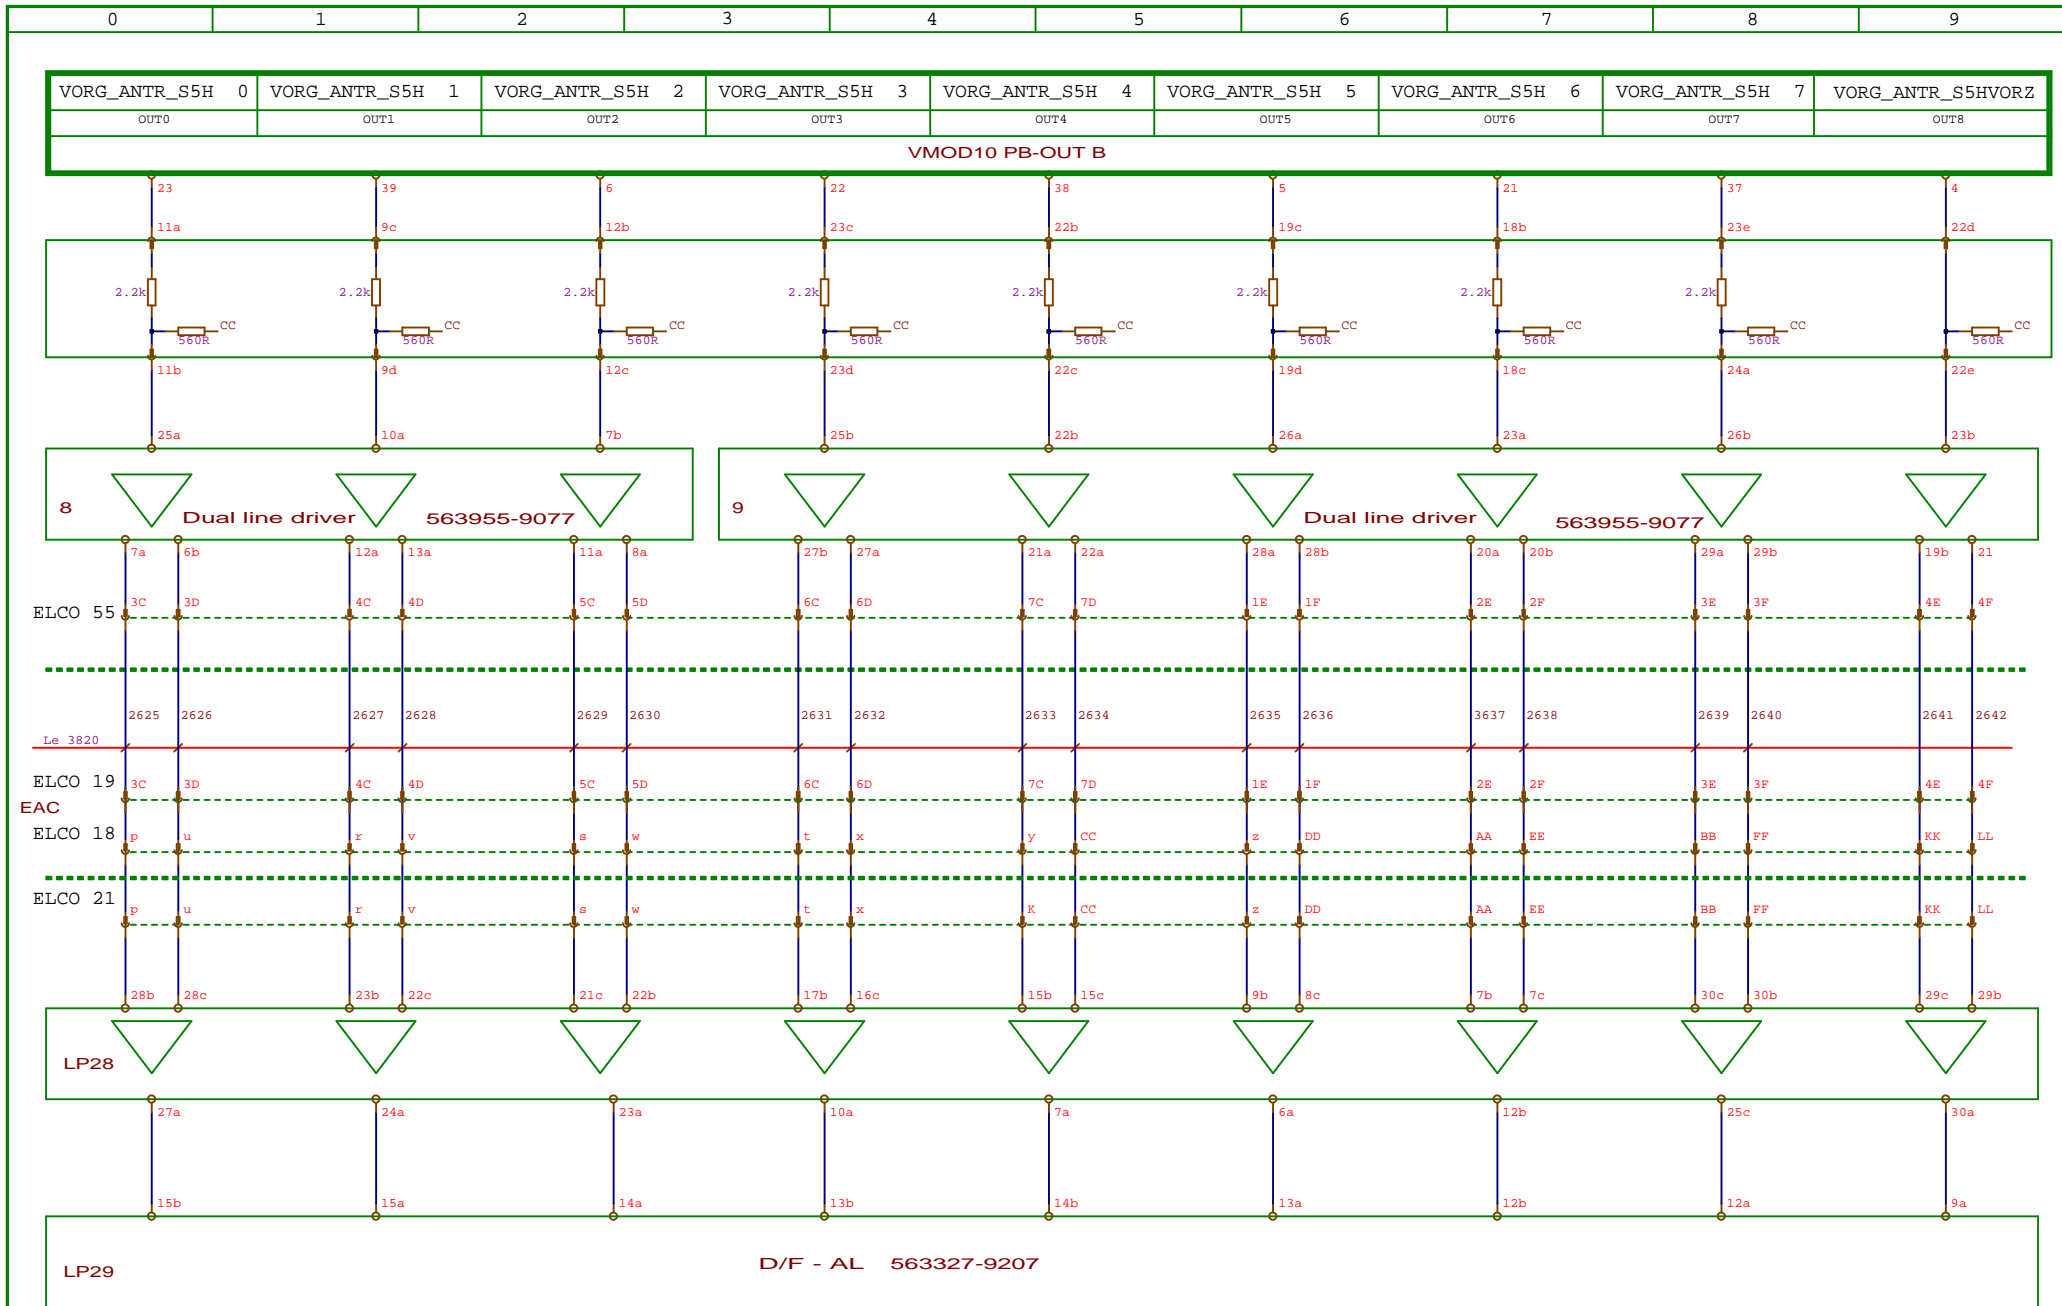 0 1 2 3 4 5 6 7 8 9
VORG_ANTR_S5H 0 VORG_ANTR_S5H 1 VORG_ANTR_S5H 2 VORG_ANTR_S5H 3 VORG_ANTR_S5H 4 VORG_ANTR_S5H 5 VORG_ANTR_S5H 6 VORG_ANTR_S5H 7 VORG_ANTR_S5HVORZ
OUT0 OUT1 OUT2 OUT3 OUT4 OUT5 OUT6 OUT7 OUT8
VMOD10 PB-OUT B
23 39 6 22 38 5 21 37 4
11a 9c 12b 23c 22b 19c 18b 23e 22d
2.2k 2.2k 2.2k 2.2k 2.2k 2.2k 2.2k 2.2k
CC CC CC CC CC CC CC CC CC
560R 560R 560R 560R 560R 560R 560R 560R 560R
11b 9d 12c 23d 22c 19d 18c 24a 22e
25a 10a 7b 25b 22b 26a 23a 26b 23b
8 Dual line driver 563955-9077 9 Dual line driver 563955-9077
7a 6b 12a 13a 11a 8a 27b 27a 21a 22a 28a 28b 20a 20b 29a 29b 19b 21
ELCO 55 3C 3D 4C 4D 5C 5D 6C 6D 7C 7D 1E 1F 2E 2F 3E 3F 4E 4F
2625 2626 2627 2628 2629 2630 2631 2632 2633 2634 2635 2636 3637 2638 2639 2640 2641 2642
Le 3820
ELCO 19 3C 3D 4C 4D 5C 5D 6C 6D 7C 7D 1E 1F 2E 2F 3E 3F 4E 4F
EAC
ELCO 18 p u r v s w t x y CC z DD AA EE BB FF KK LL
ELCO 21 p u r v s w t x K CC z DD AA EE BB FF KK LL
28b 28c 23b 22c 21c 22b 17b 16c 15b 15c 9b 8c 7b 7c 30c 30b 29c 29b
LP28
27a 24a 23a 10a 7a 6a 12b 25c 30a
15b 15a 14a 13b 14b 13a 12b 12a 9a
LP29 D/F - AL 563327-9207